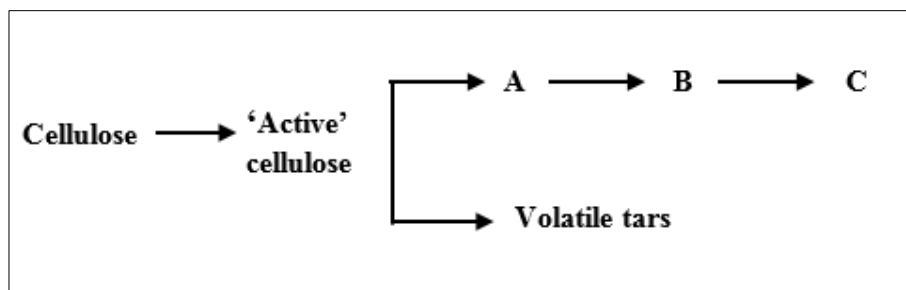 A B C
Cellulose ‘Active’
cellulose
Volatile tars